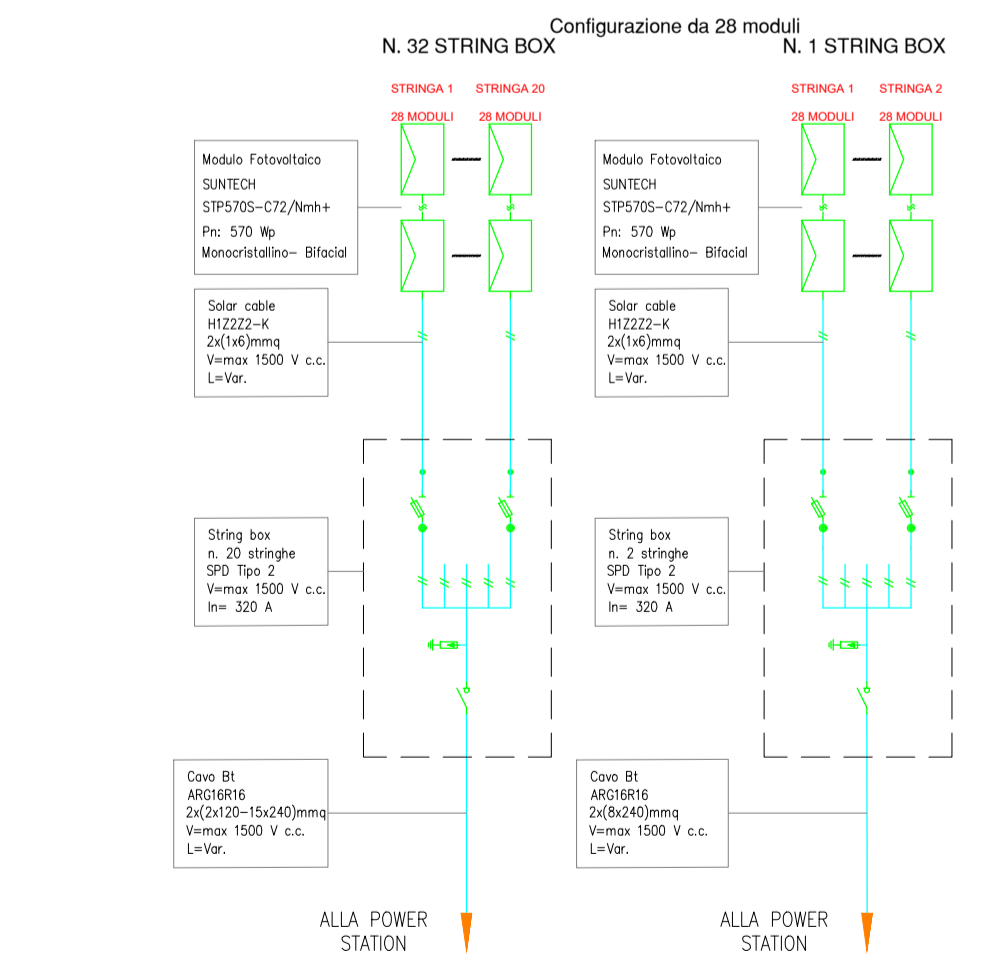 Configurazione da 28 moduli
N. 32 STRING BOX
STRINGA 1
STRINGA 20
28 MODULI
28 MODULI
Modulo Fotovoltaico
SUNTECH
STP570S-C72/Nmh+
Pn: 570 Wp
Monocristallino- Bifacial
Solar cable
H1Z2Z2-K
2x(1x6)mmq
V=max 1500 V c.c.
L=Var.
String box
n. 20 stringhe
SPD Tipo 2
V=max 1500 V c.c.
In= 320 A
Cavo Bt
ARG16R16
2x(2x120-15x240)mmq
V=max 1500 V c.c.
L=Var.
ALLA POWER
STATION
N. 1 STRING BOX
STRINGA 1
STRINGA 2
28 MODULI
28 MODULI
Modulo Fotovoltaico
SUNTECH
STP570S-C72/Nmh+
Pn: 570 Wp
Monocristallino- Bifacial
Solar cable
H1Z2Z2-K
2x(1x6)mmq
V=max 1500 V c.c.
L=Var.
String box
n. 2 stringhe
SPD Tipo 2
V=max 1500 V c.c.
In= 320 A
Cavo Bt
ARG16R16
2x(8x240)mmq
V=max 1500 V c.c.
L=Var.
ALLA POWER
STATION